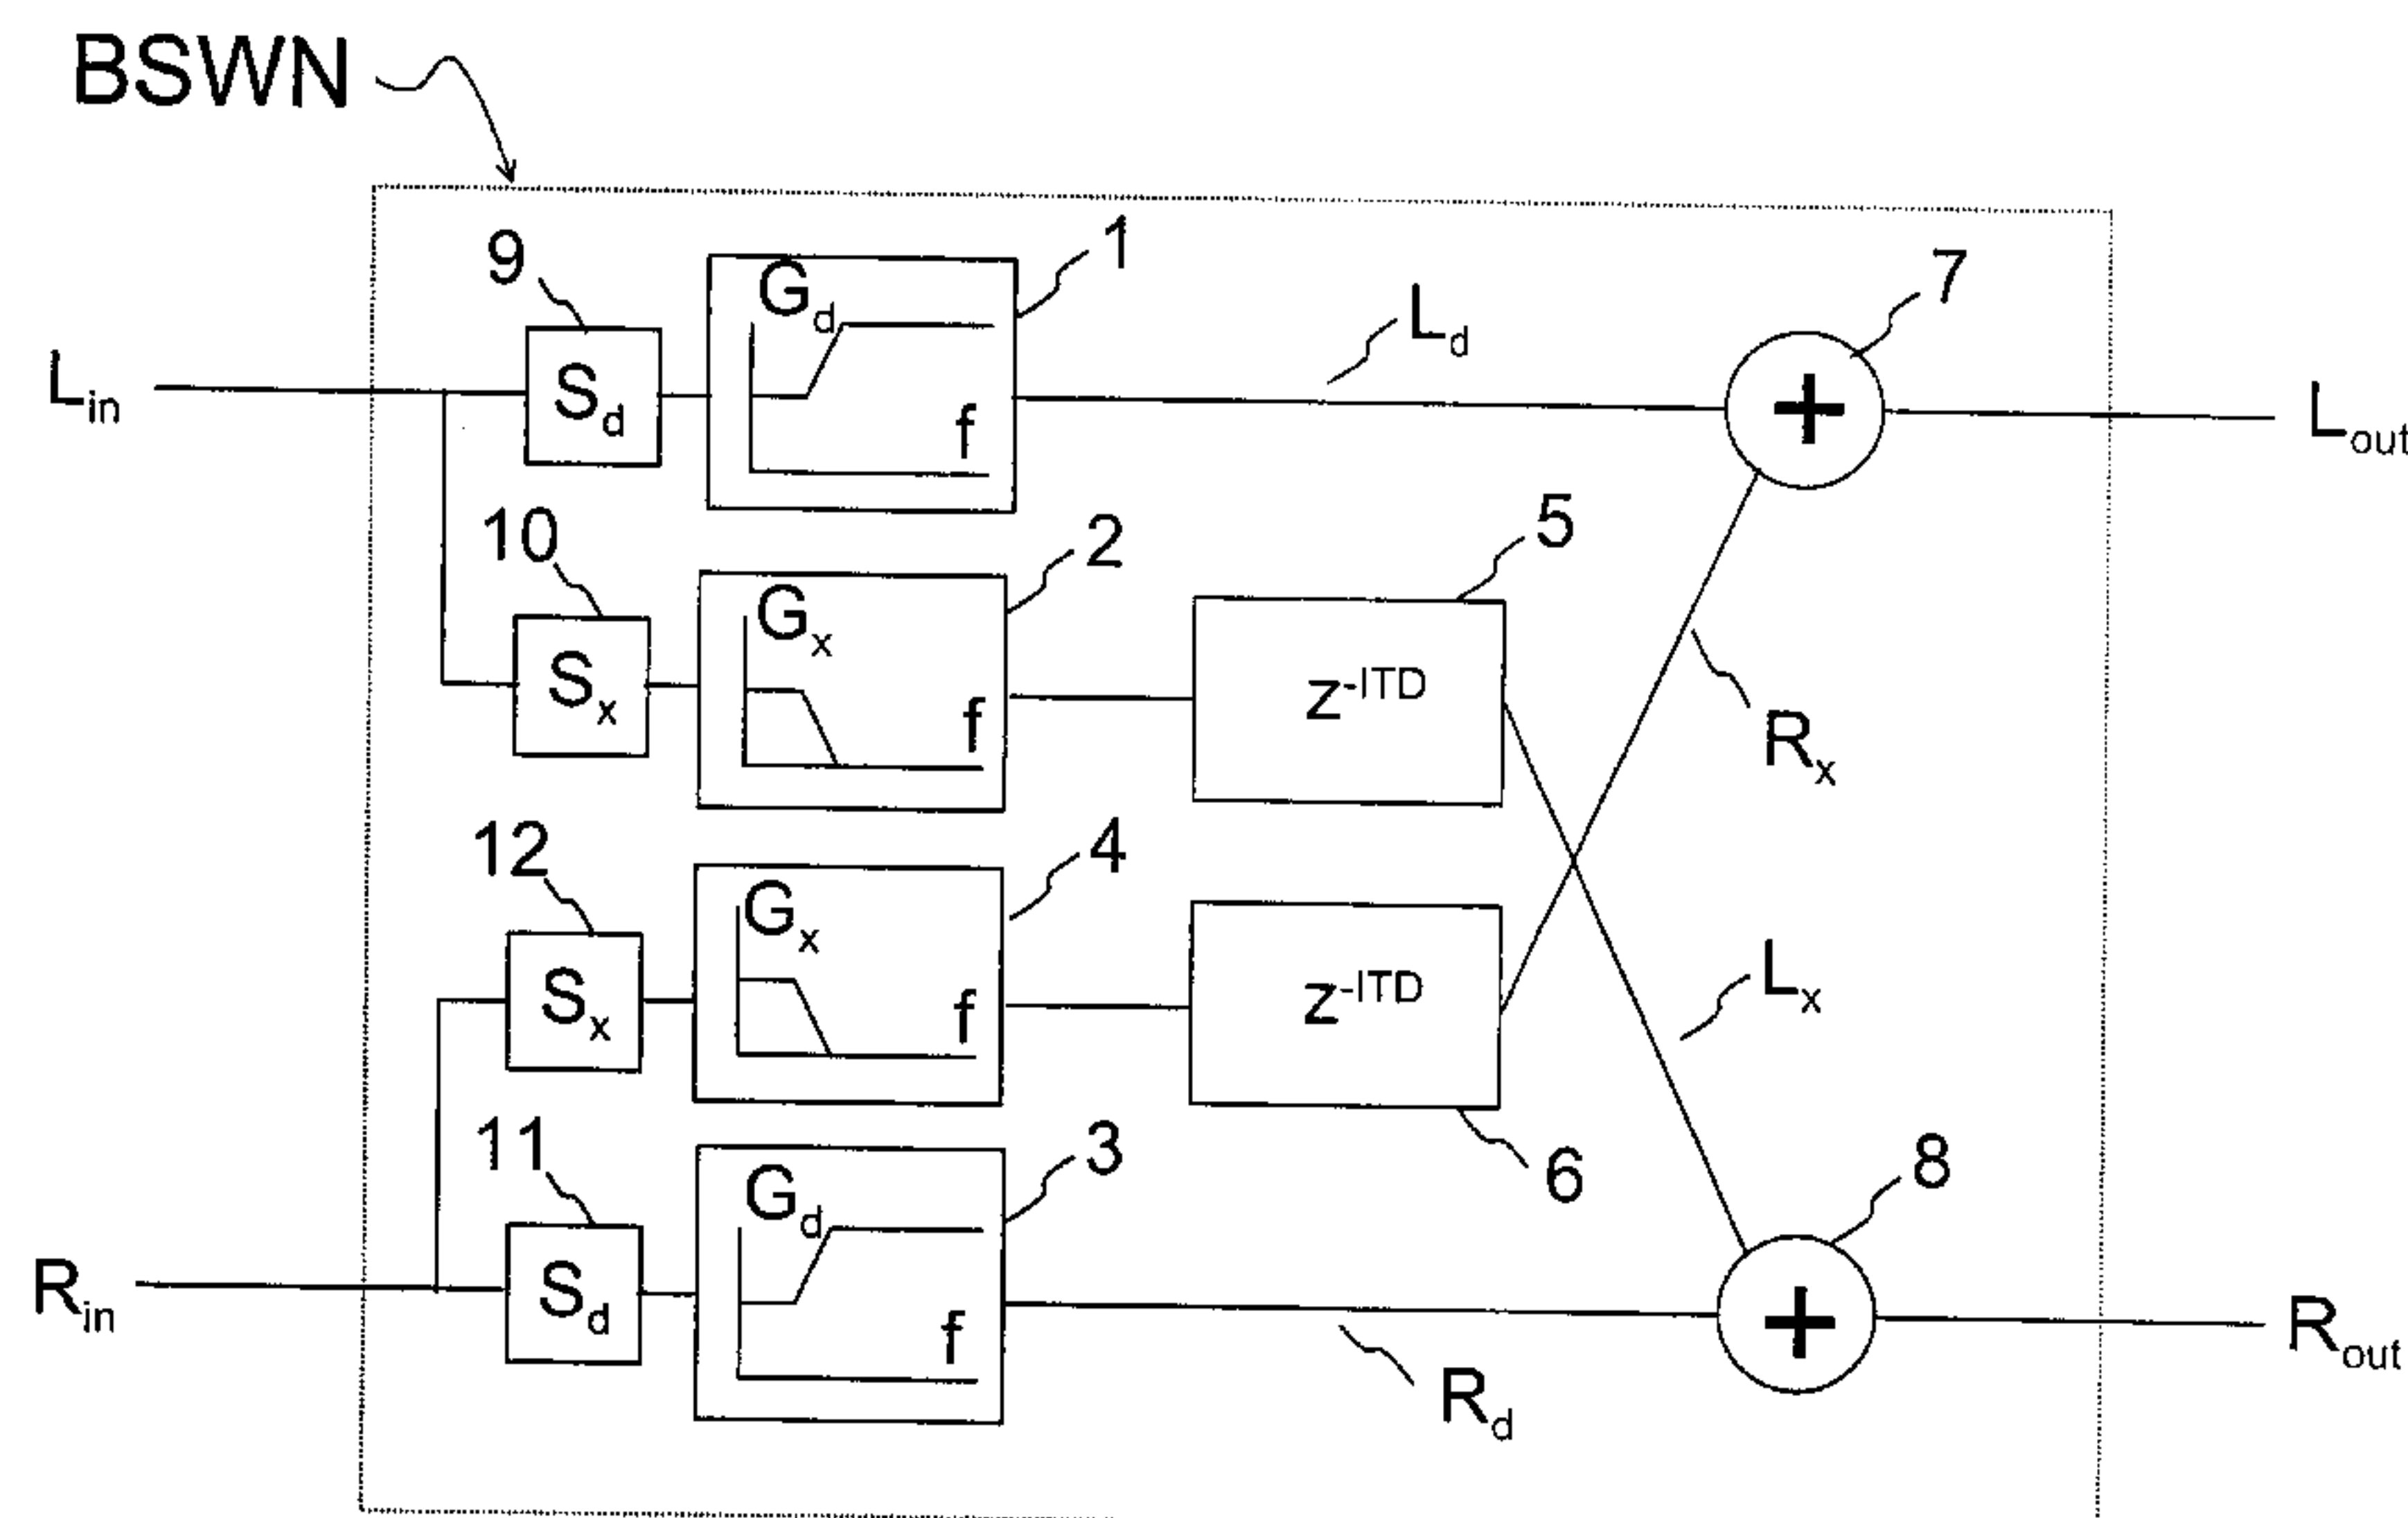 BSWN
9
1
G_d
L_d
7
L_in
S_d
f
+
L_out
10
2
5
G_x
S_x
f
z^-ITD
R_x
12
4
G_x
S_x
f
z^-ITD
L_x
11
3
6
8
G_d
R_in
S_d
f
+
R_out
R_d